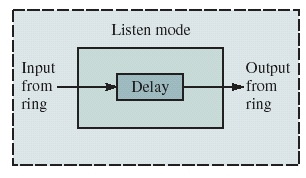 Listen mode
Input
from
ring
Delay
Output
from
ring